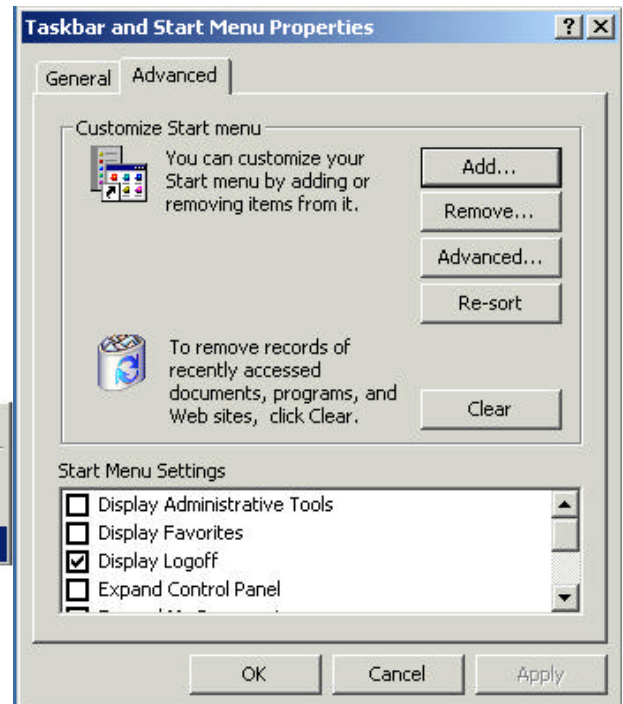 Taskbar and Start Menu Properties
General
Advanced
Customize Start menu
You can customize your
Start menu by adding or
removing items from it.
Add...
Remove...
Advanced...
Re-sort
To remove records of
recently accessed
documents, programs, and
Web sites, click Clear.
Clear
Start Menu Settings
Display Administrative Tools
Display Favorites
Display Logoff
Expand Control Panel
OK
Cancel
Apply